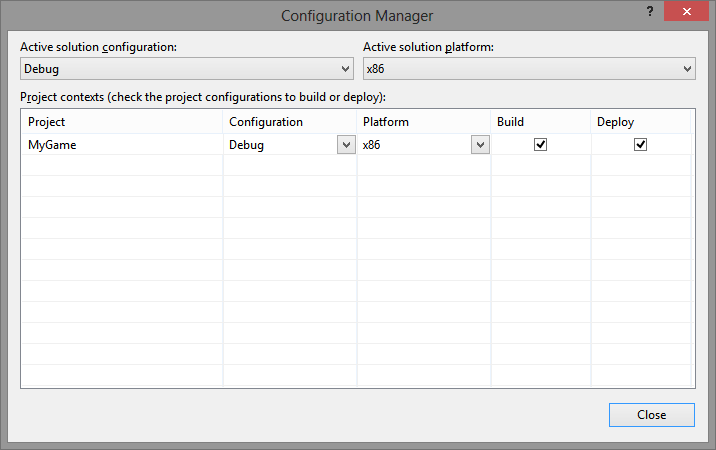 Configuration Manager
?
Active solution configuration: Active solution platform:
Debug x86
Project contexts (check the project configurations to build or deploy):
Project Configuration Platform Build Deploy
MyGame Debug x86
Close